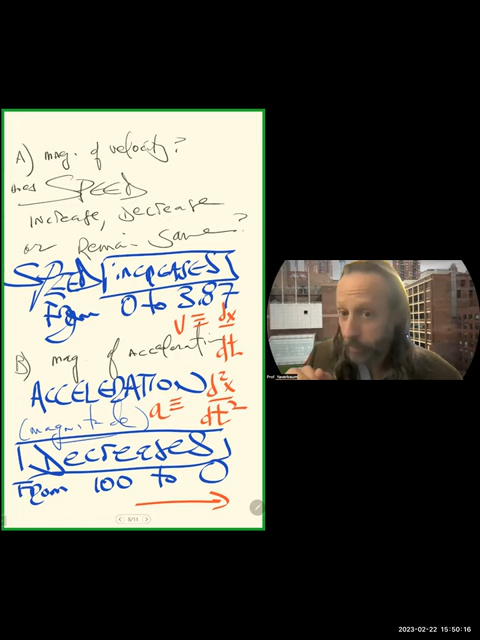 A) mag. of velocity?
Does SPEED
increase, Decrease
or Remain Same?
SPEED [increases]
From 0 to 3.87
v ≡ dx
dt
B) mag. of Acceleration
ACCELERATION
(magnitude) a ≡ d²x
dt²
[Decreases]
From 100 to 0
5/11
Prof. Yaverbaum
2023-02-22 15:50:16